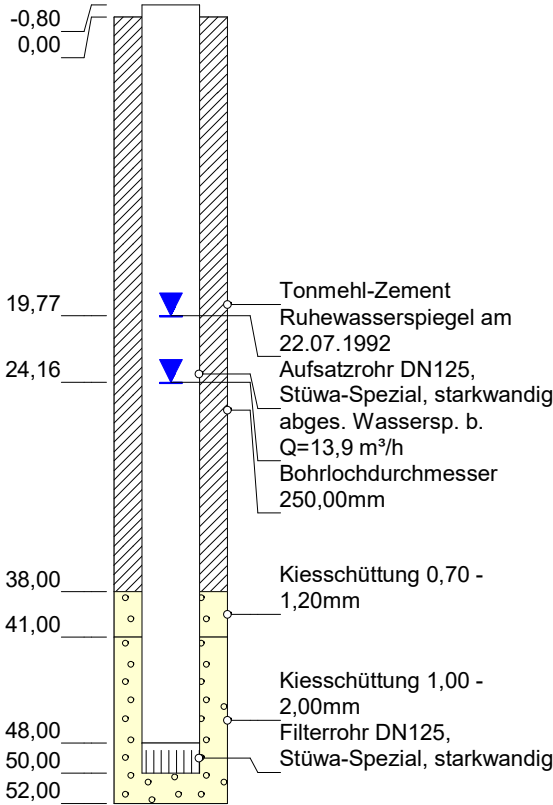 -0,80
0,00
19,77
24,16
38,00
41,00
48,00
50,00
52,00
Tonmehl-Zement
Ruhewasserspiegel am
22.07.1992
Aufsatzrohr DN125,
Stüwa-Spezial, starkwandig
abges. Wassersp. b.
Q=13,9 m³/h
Bohrlochdurchmesser
250,00mm
Kiesschüttung 0,70 -
1,20mm
Kiesschüttung 1,00 -
2,00mm
Filterrohr DN125,
Stüwa-Spezial, starkwandig